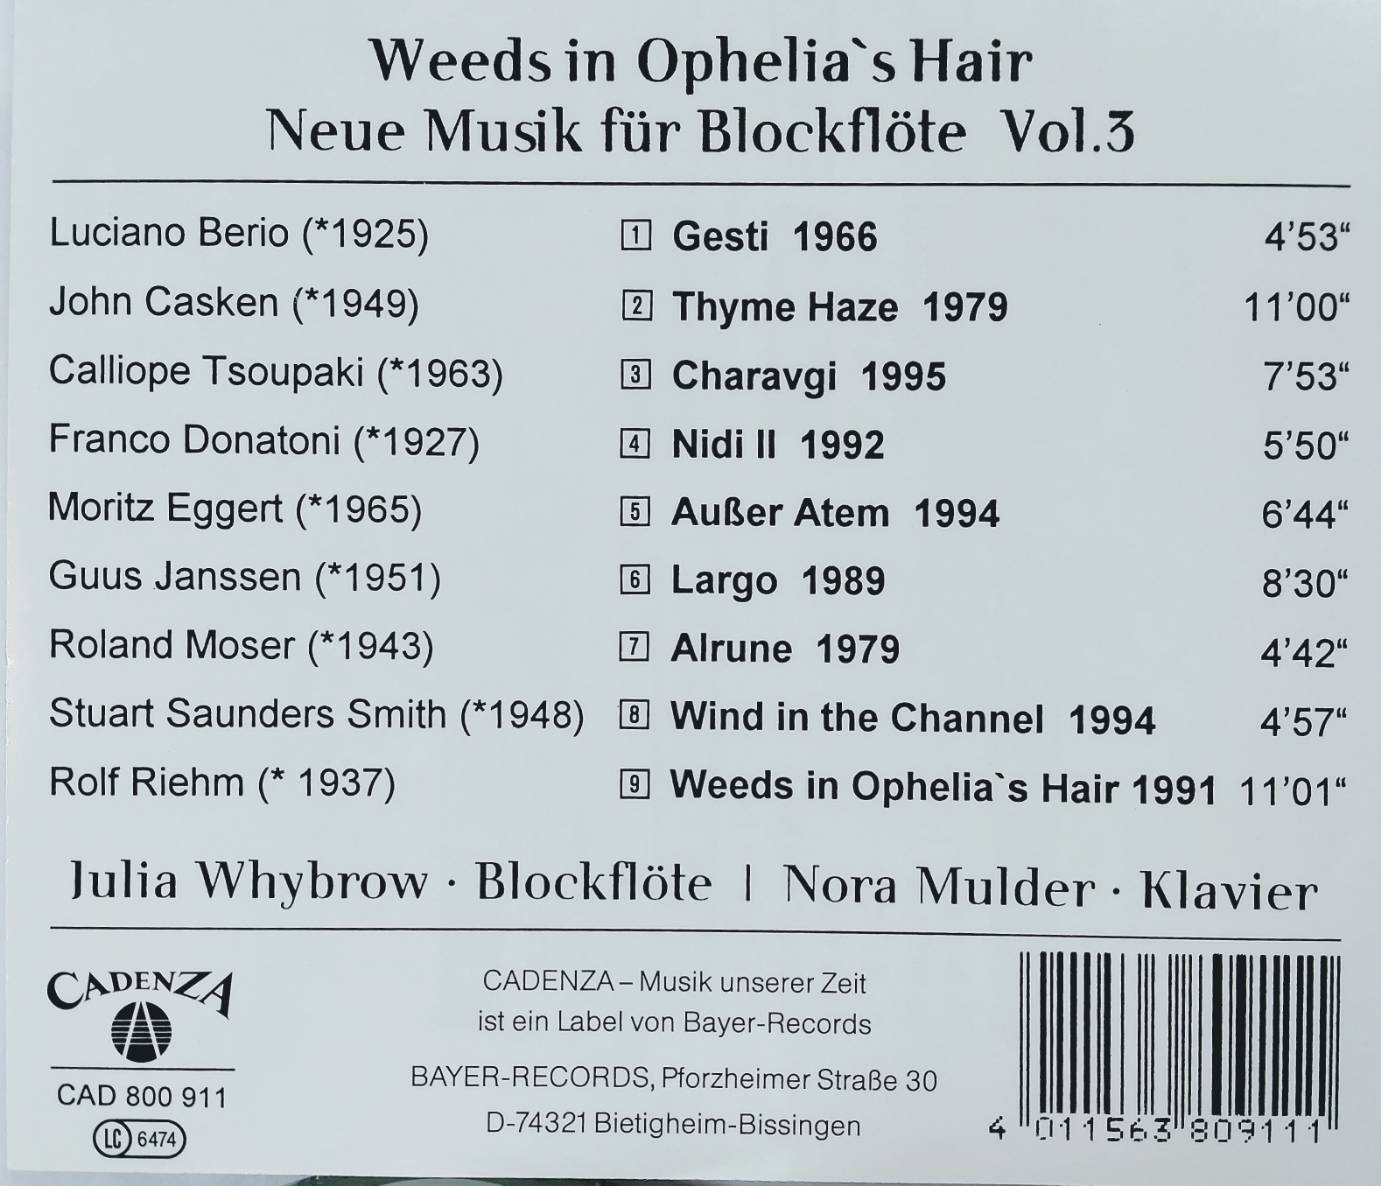 Weeds in Ophelia`s Hair
Neue Musik für Blockflöte Vol.3
Luciano Berio (*1925) 1 Gesti 1966 4’53“
John Casken (*1949) 2 Thyme Haze 1979 11’00“
Calliope Tsoupaki (*1963) 3 Charavgi 1995 7’53“
Franco Donatoni (*1927) 4 Nidi II 1992 5’50“
Moritz Eggert (*1965) 5 Außer Atem 1994 6’44“
Guus Janssen (*1951) 6 Largo 1989 8’30“
Roland Moser (*1943) 7 Alrune 1979 4’42“
Stuart Saunders Smith (*1948) 8 Wind in the Channel 1994 4’57“
Rolf Riehm (* 1937) 9 Weeds in Ophelia`s Hair 1991 11’01“
Julia Whybrow · Blockflöte | Nora Mulder · Klavier
CADENZA
CAD 800 911
LC 6474
CADENZA – Musik unserer Zeit
ist ein Label von Bayer-Records
BAYER-RECORDS, Pforzheimer Straße 30
D-74321 Bietigheim-Bissingen
4 011563 809111